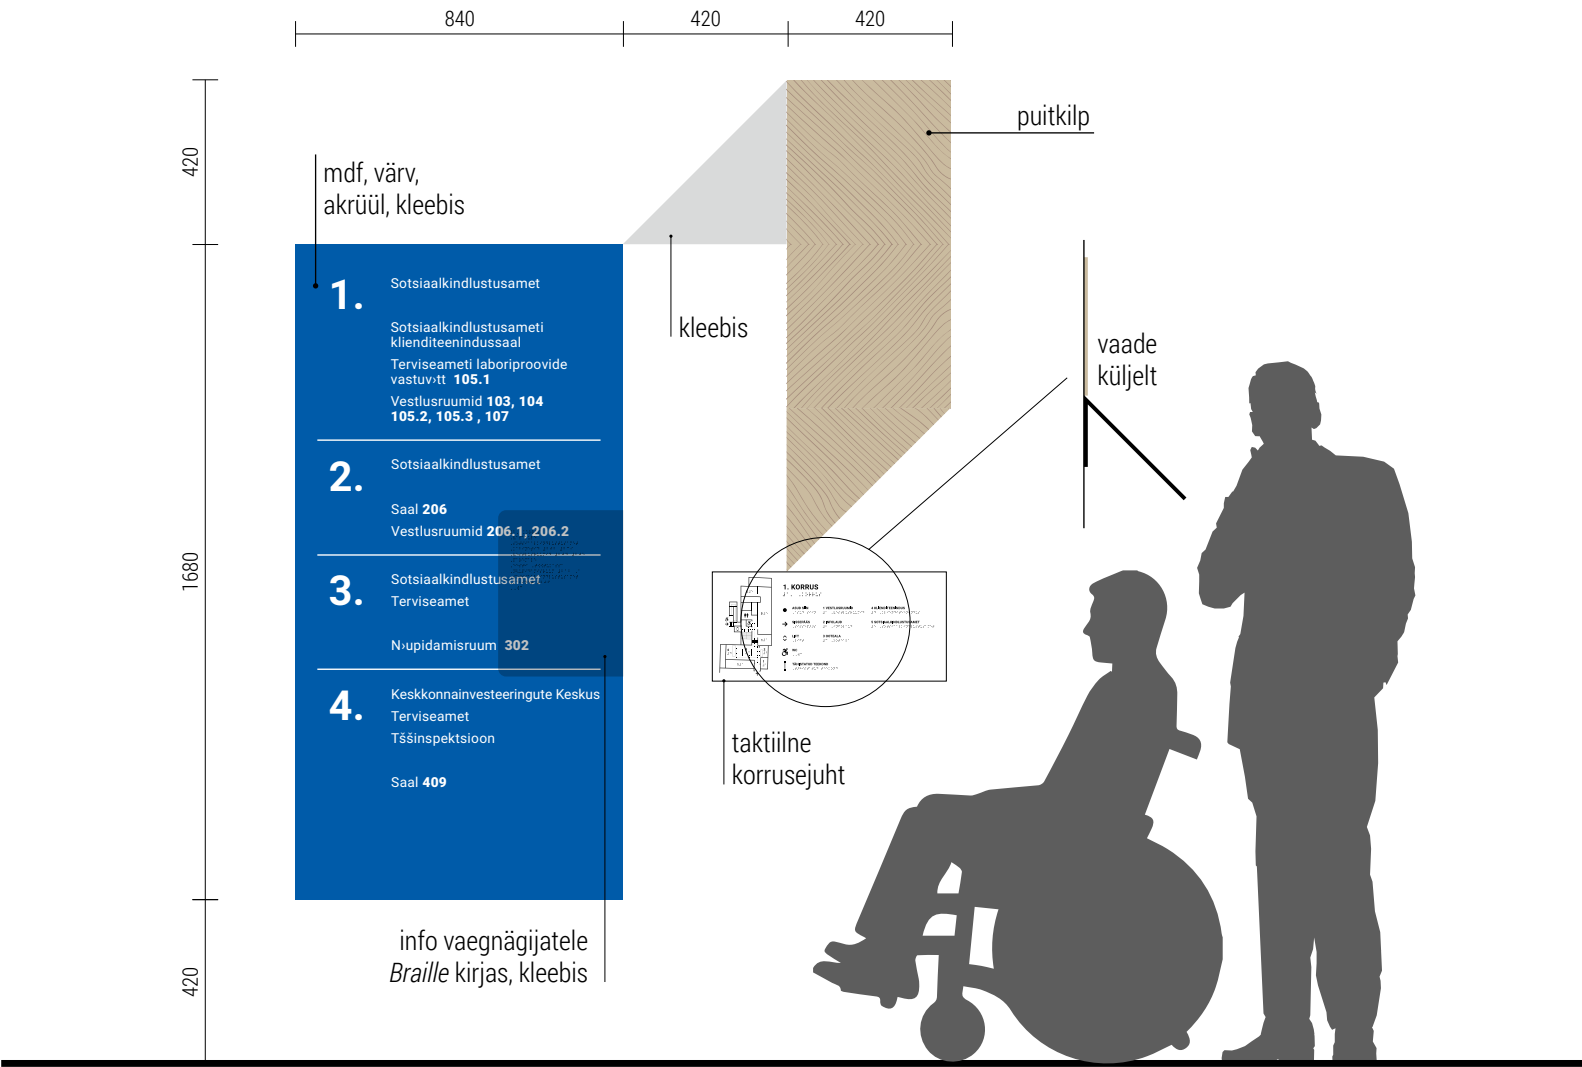 840
420
420
420
1680
420
mdf, värv,
akrüül, kleebis
puitkilp
kleebis
vaade
küljelt
1.
Sotsiaalkindlustusamet
Sotsiaalkindlustusameti
klienditeenindussaal
Terviseameti laboriproovide
vastuv›tt 105.1
Vestlusruumid 103, 104
105.2, 105.3 , 107
2.
Sotsiaalkindlustusamet
Saal 206
Vestlusruumid 206.1, 206.2
3.
Sotsiaalkindlustusamet
Terviseamet
N›upidamisruum 302
4.
Keskkonnainvesteeringute Keskus
Terviseamet
Tššinspektsioon
Saal 409
1. KORRUS
taktiilne
korrusejuht
info vaegnägijatele
Braille kirjas, kleebis